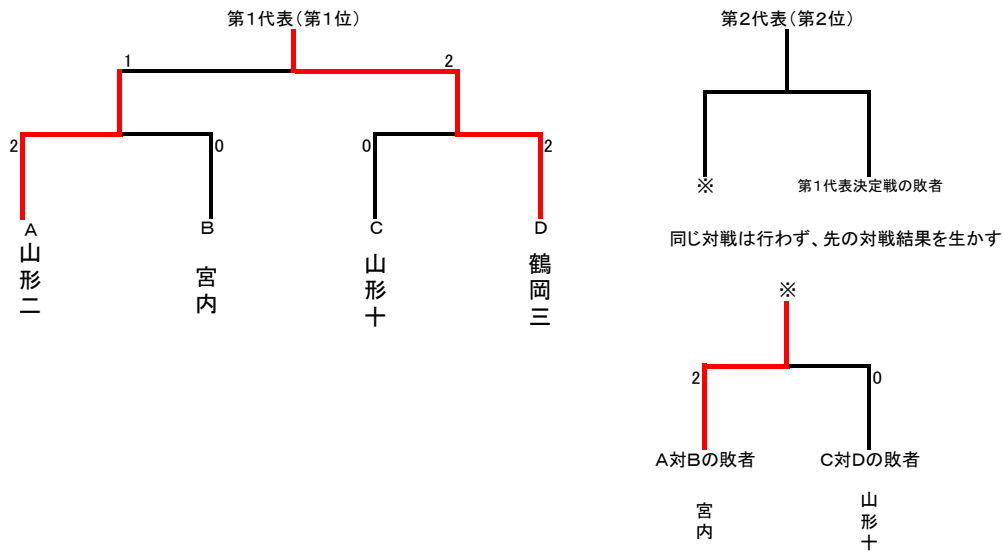 第1代表(第1位)
1
2
2
0
0
2
A
B
C
D
山形二
宮内
山形十
鶴岡三
第2代表(第2位)
※
第1代表決定戦の敗者
同じ対戦は行わず、先の対戦結果を生かす
※
2
0
A対Bの敗者
C対Dの敗者
宮内
山形十